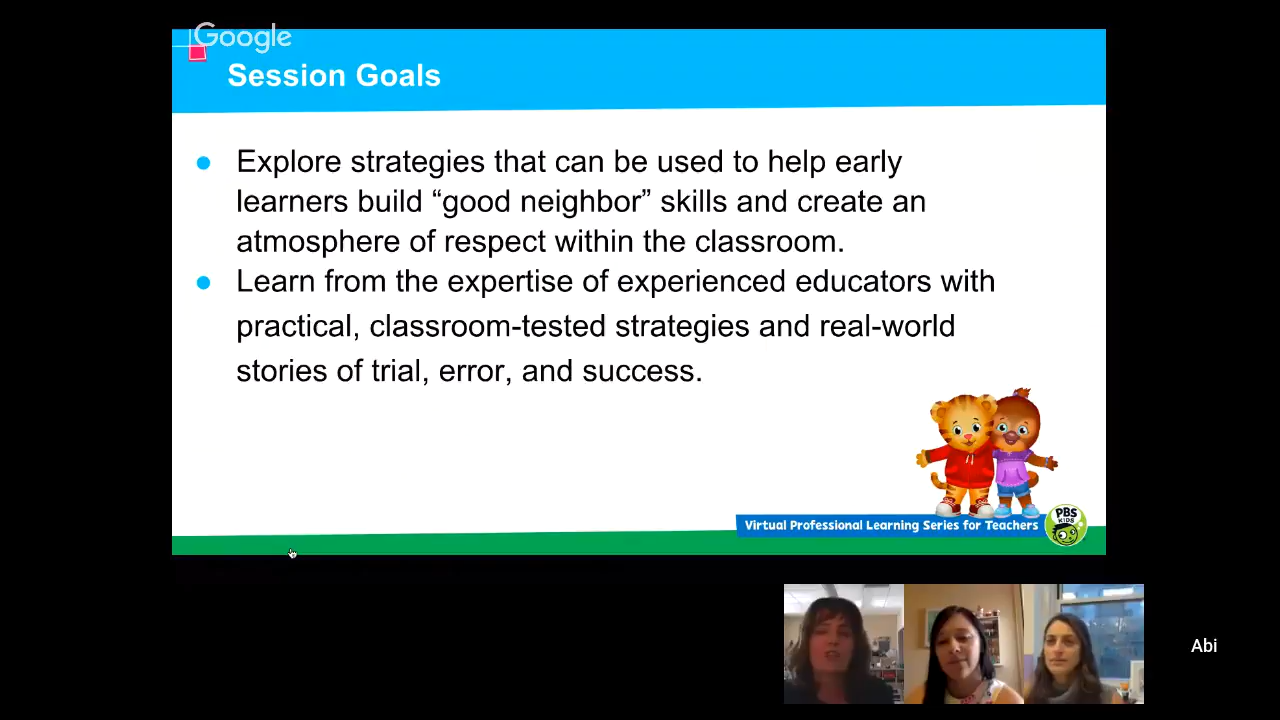 Google
Session Goals
● Explore strategies that can be used to help early
learners build “good neighbor” skills and create an
atmosphere of respect within the classroom.
● Learn from the expertise of experienced educators with
practical, classroom-tested strategies and real-world
stories of trial, error, and success.
Virtual Professional Learning Series for Teachers
PBS
KIDS
Abi